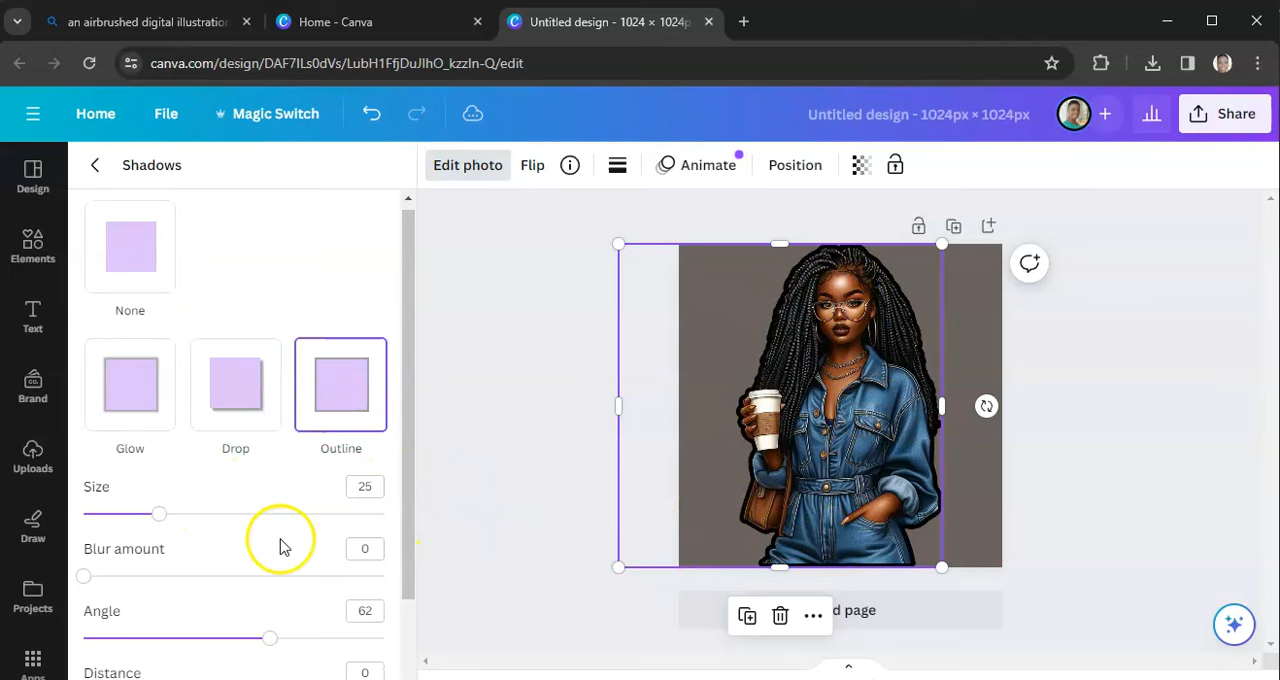 an airbrushed digital illustration
Home - Canva
Untitled design - 1024 × 1024p
canva.com/design/DAF7ILs0dVs/LubH1FfjDuJIhO_kzzIn-Q/edit
Home
File
Magic Switch
Untitled design - 1024px × 1024px
Share
Design
Elements
Text
Brand
Uploads
Draw
Projects
Apps
Shadows
Edit photo
Flip
Animate
Position
None
Glow
Drop
Outline
Size
25
Blur amount
0
Angle
62
Distance
0
d page